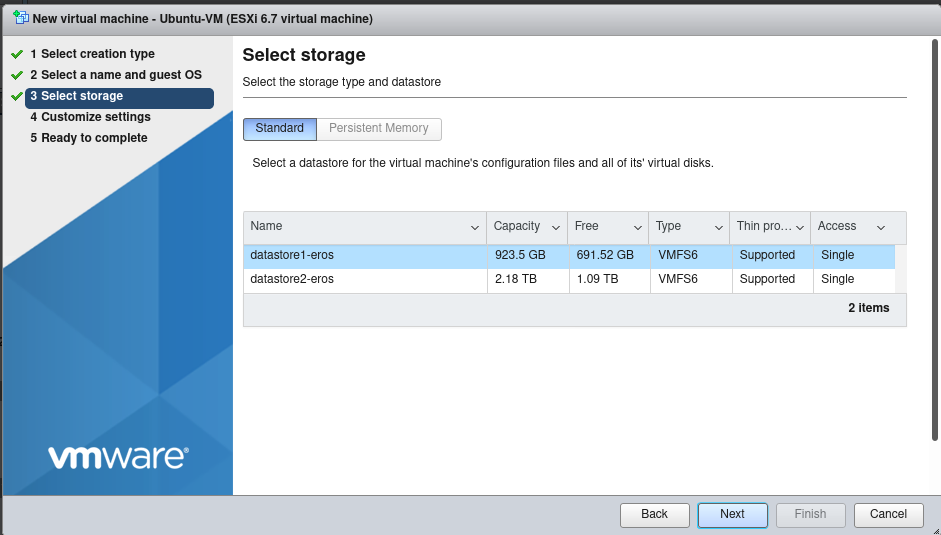 New virtual machine - Ubuntu-VM (ESXi 6.7 virtual machine)
1 Select creation type
2 Select a name and guest OS
3 Select storage
4 Customize settings
5 Ready to complete
vmware®
Select storage
Select the storage type and datastore
Standard Persistent Memory
Select a datastore for the virtual machine's configuration files and all of its' virtual disks.
Name Capacity Free Type Thin pro... Access
datastore1-eros 923.5 GB 691.52 GB VMFS6 Supported Single
datastore2-eros 2.18 TB 1.09 TB VMFS6 Supported Single
2 items
Back Next Finish Cancel